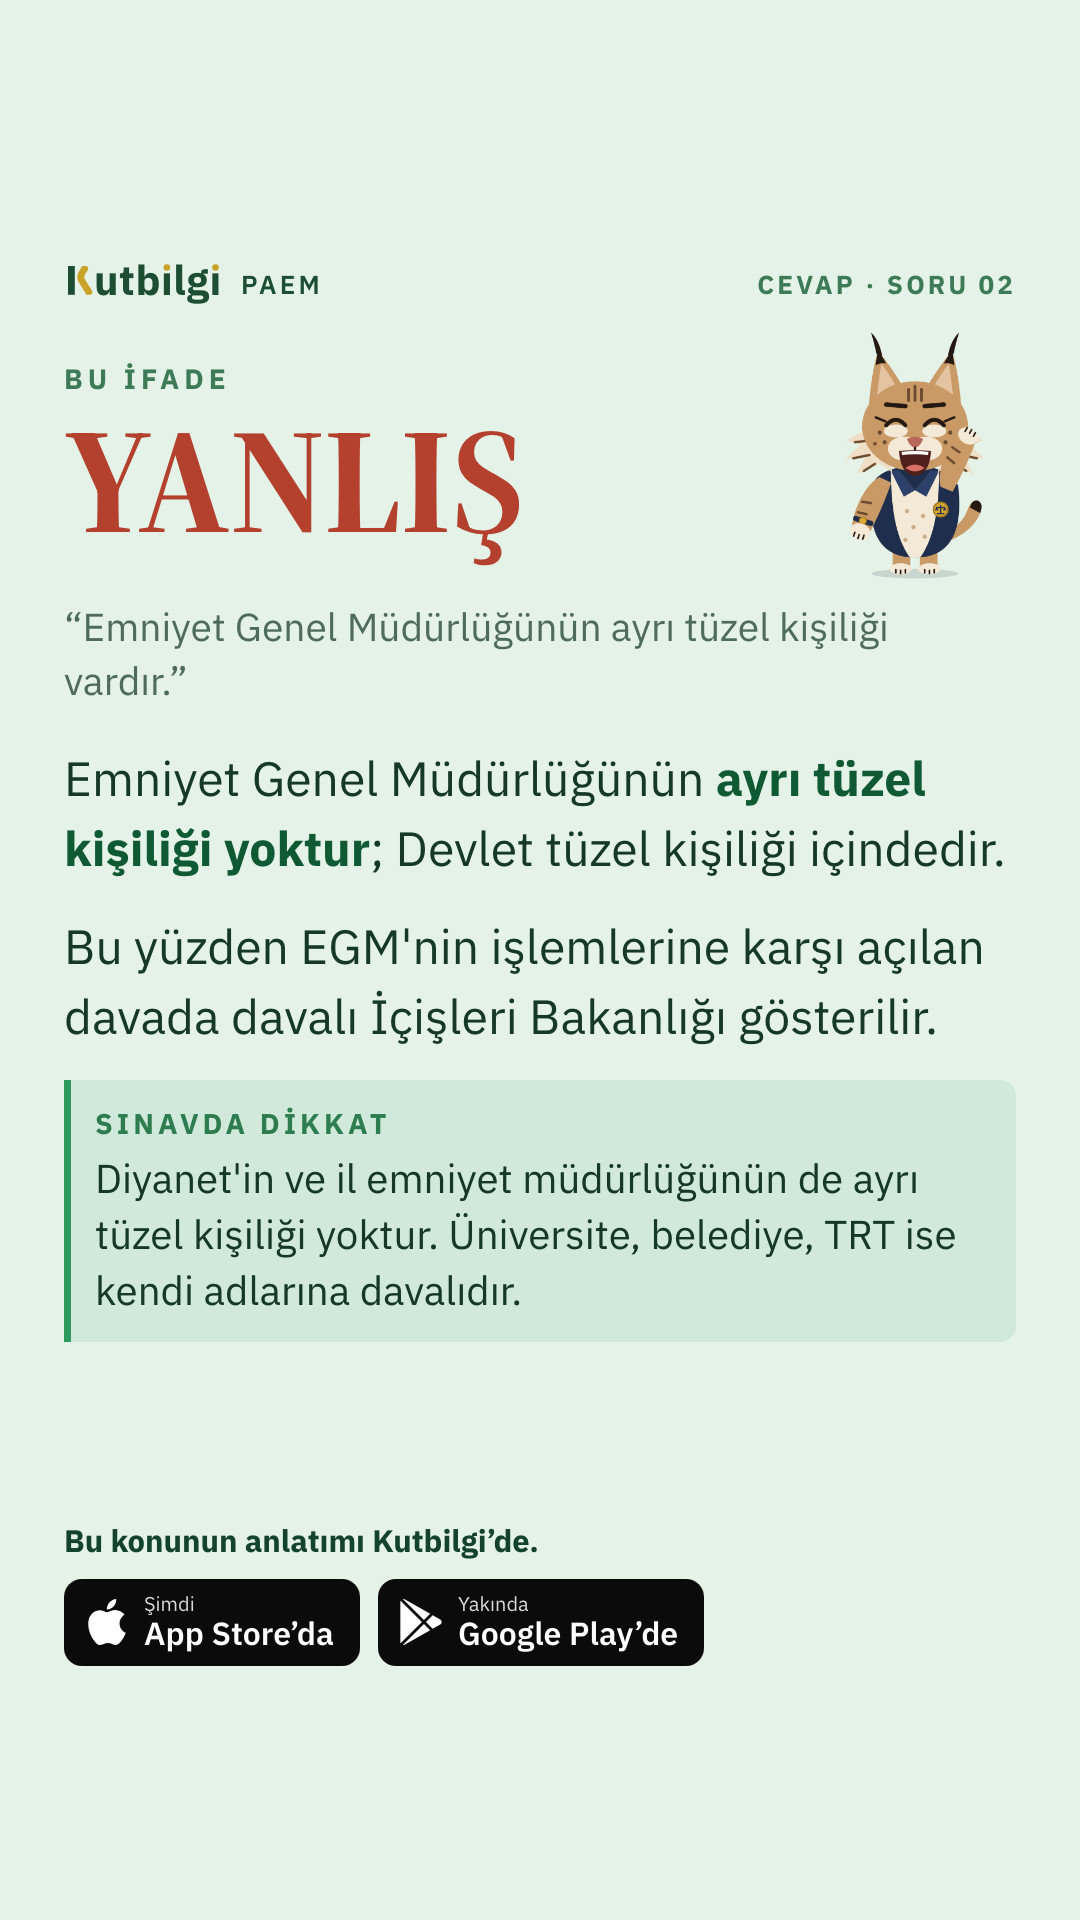 Kutbilgi PAEM
CEVAP · SORU 02
BU İFADE
YANLIŞ
“Emniyet Genel Müdürlüğünün ayrı tüzel kişiliği
vardır.”
Emniyet Genel Müdürlüğünün ayrı tüzel
kişiliği yoktur; Devlet tüzel kişiliği içindedir.
Bu yüzden EGM'nin işlemlerine karşı açılan
davada davalı İçişleri Bakanlığı gösterilir.
SINAVDA DİKKAT
Diyanet'in ve il emniyet müdürlüğünün de ayrı
tüzel kişiliği yoktur. Üniversite, belediye, TRT ise
kendi adlarına davalıdır.
Bu konunun anlatımı Kutbilgi’de.
Şimdi
App Store’da
Yakında
Google Play’de